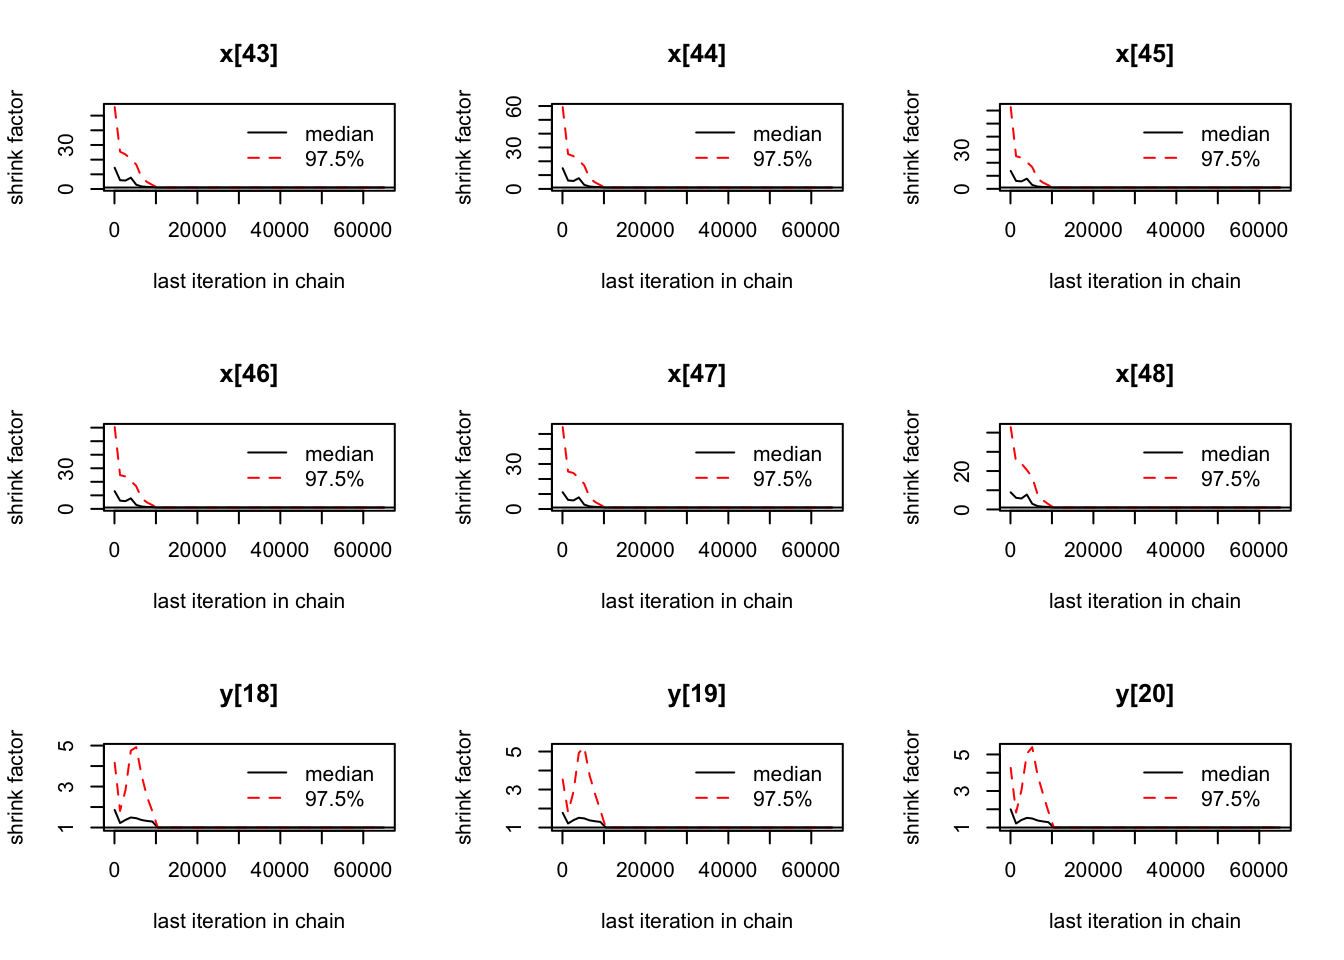 x[43]
shrink factor
30
0
median
97.5%
0 20000 40000 60000
last iteration in chain
x[44]
shrink factor
60
30
0
median
97.5%
0 20000 40000 60000
last iteration in chain
x[45]
shrink factor
30
0
median
97.5%
0 20000 40000 60000
last iteration in chain
x[46]
shrink factor
30
0
median
97.5%
0 20000 40000 60000
last iteration in chain
x[47]
shrink factor
30
0
median
97.5%
0 20000 40000 60000
last iteration in chain
x[48]
shrink factor
20
0
median
97.5%
0 20000 40000 60000
last iteration in chain
y[18]
shrink factor
5
3
1
median
97.5%
0 20000 40000 60000
last iteration in chain
y[19]
shrink factor
5
3
1
median
97.5%
0 20000 40000 60000
last iteration in chain
y[20]
shrink factor
5
3
1
median
97.5%
0 20000 40000 60000
last iteration in chain